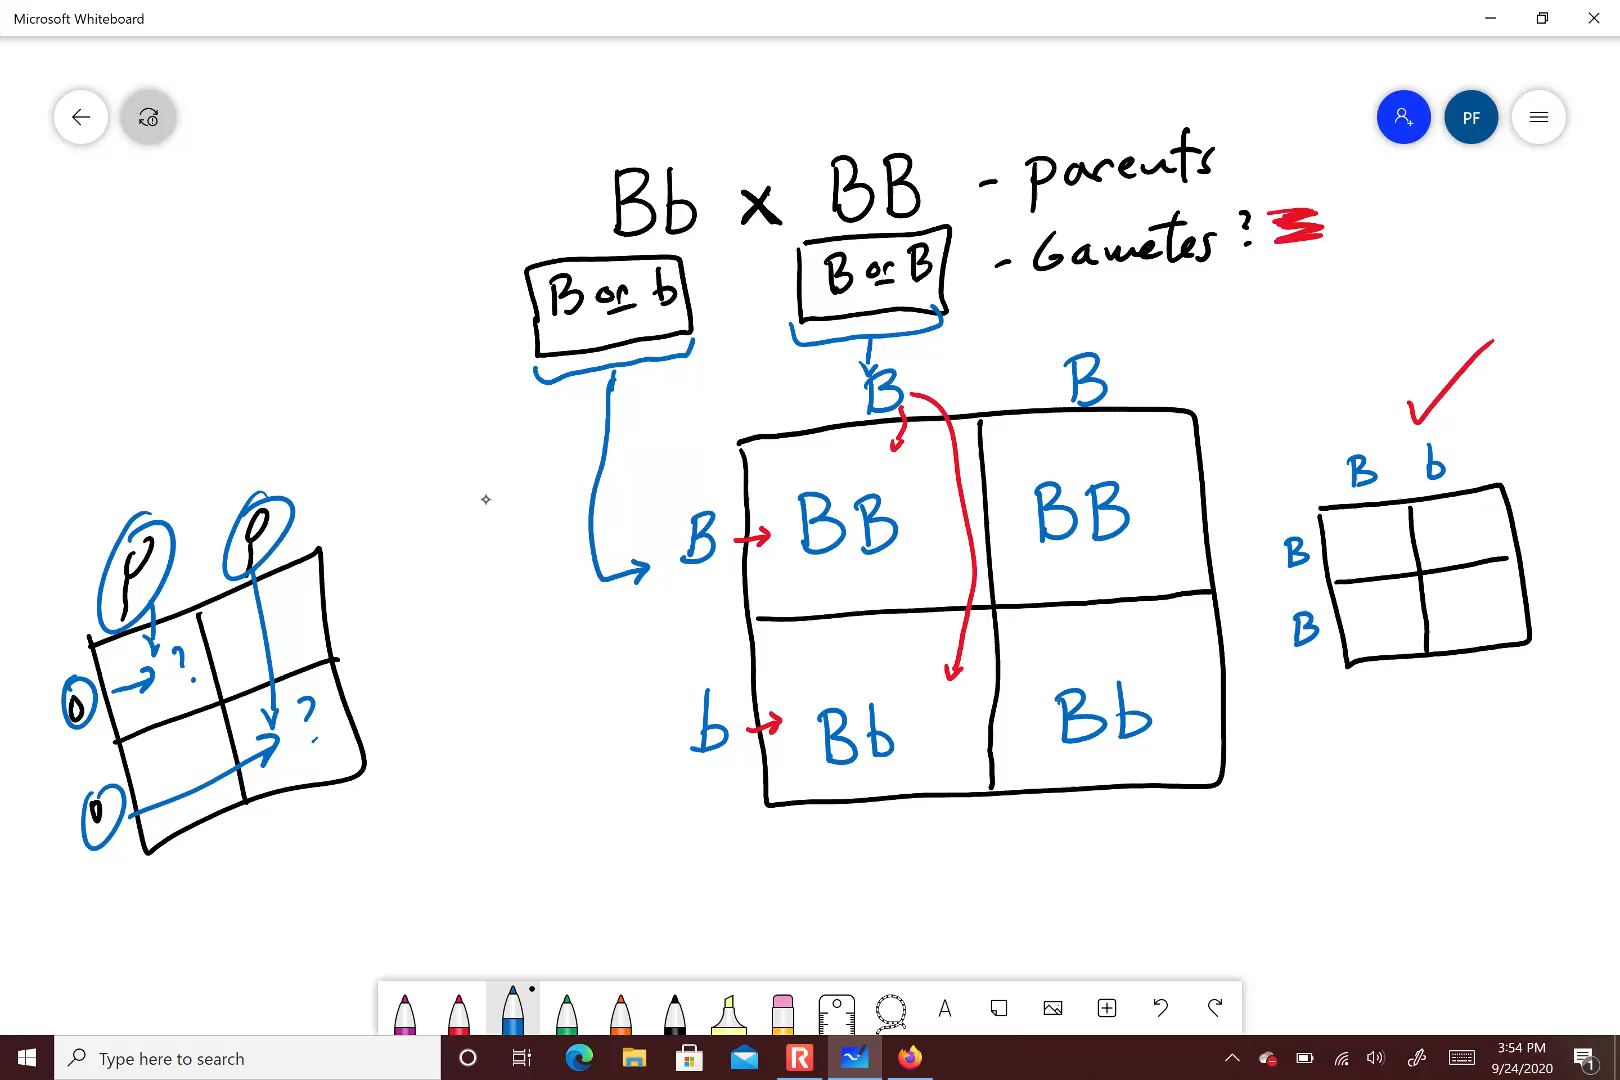 Microsoft Whiteboard
PF
Bb x BB - Parents
- Gametes ?
B or b
B or B
B B
B BB BB
b Bb Bb
B b
B
B
?
?
A
Type here to search
3:54 PM
9/24/2020
1